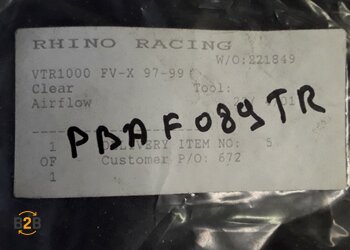 RHINO RACING
W/O:221849
VTR1000 FV-X 97-99
Clear Tool:
Airflow
PBAF089TR
1 DELIVERY ITEM NO: 5
OF Customer P/O: 672
1
B2B